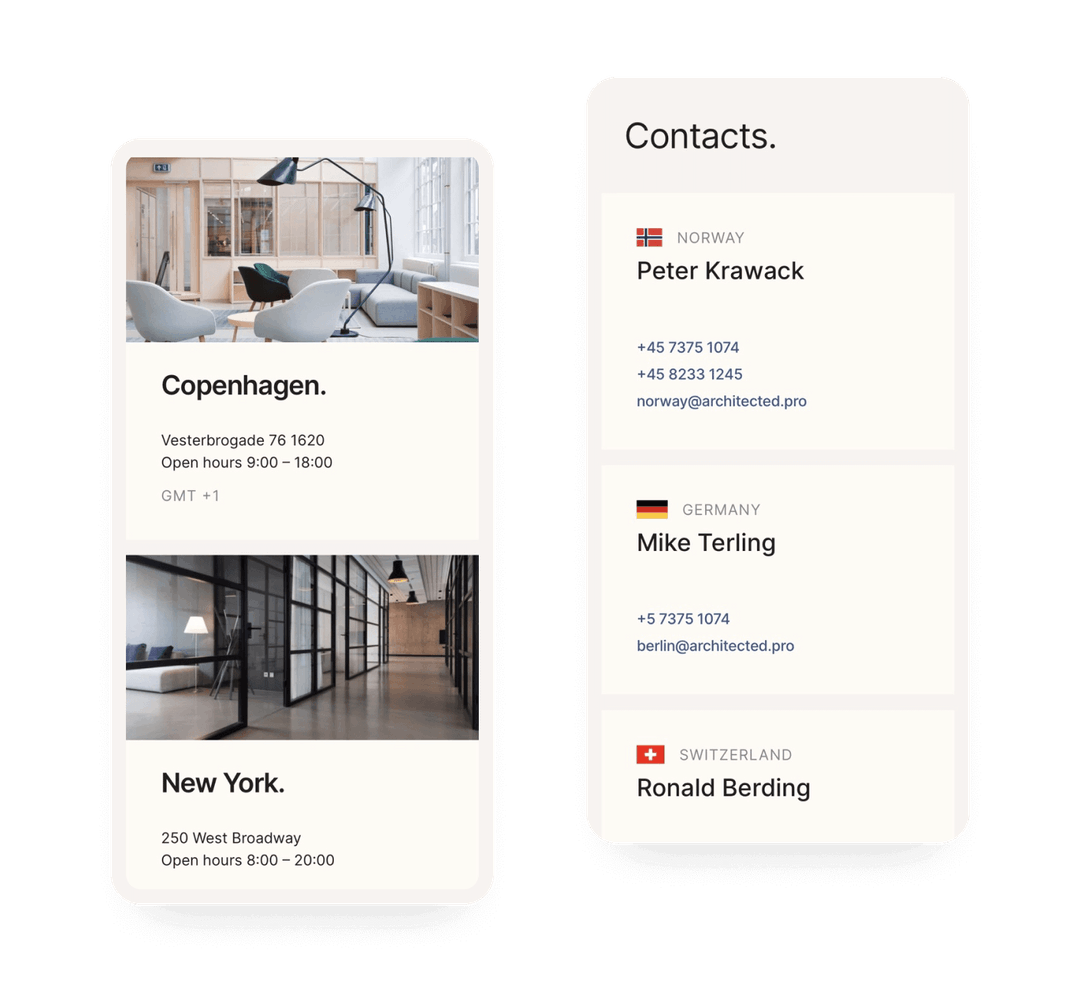 Copenhagen.
Vesterbrogade 76 1620
Open hours 9:00 – 18:00
GMT +1
New York.
250 West Broadway
Open hours 8:00 – 20:00
Contacts.
NORWAY
Peter Krawack
+45 7375 1074
+45 8233 1245
norway@architected.pro
GERMANY
Mike Terling
+5 7375 1074
berlin@architected.pro
SWITZERLAND
Ronald Berding